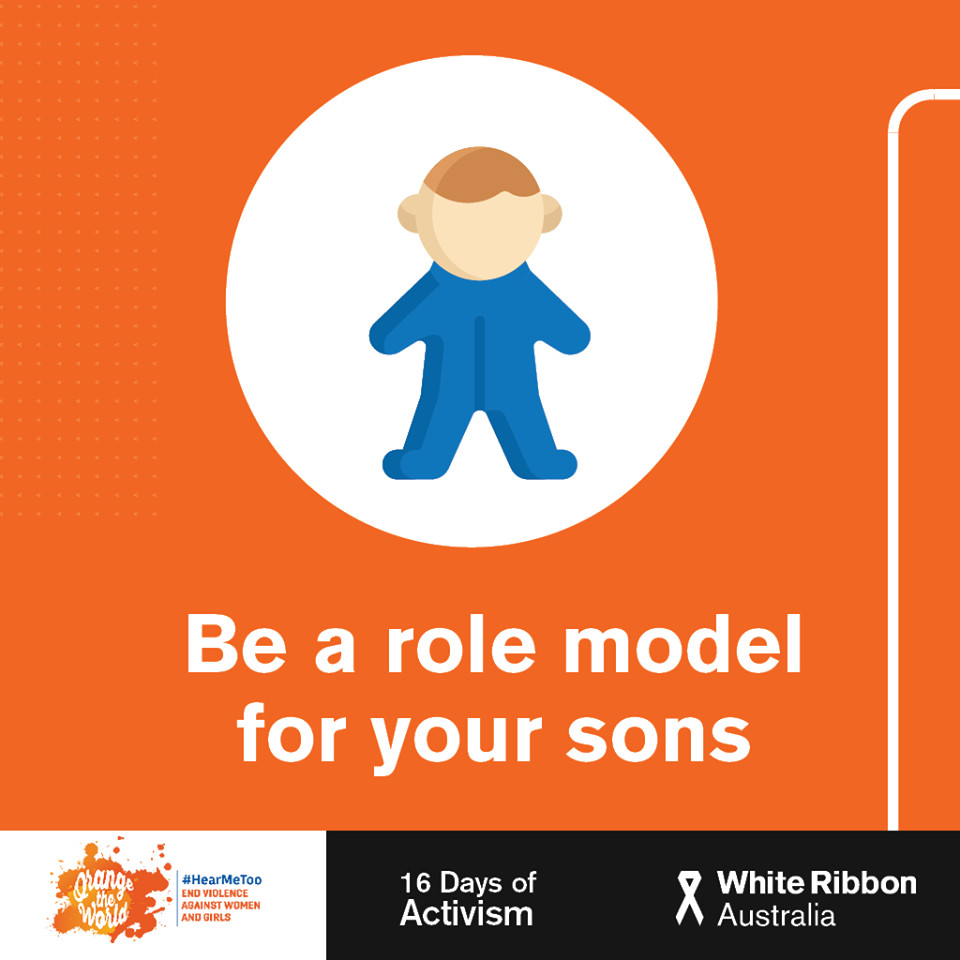 Be a role model
for your sons
Orange
the
World
#HearMeToo
END VIOLENCE
AGAINST WOMEN
AND GIRLS
16 Days of
Activism
White Ribbon
Australia